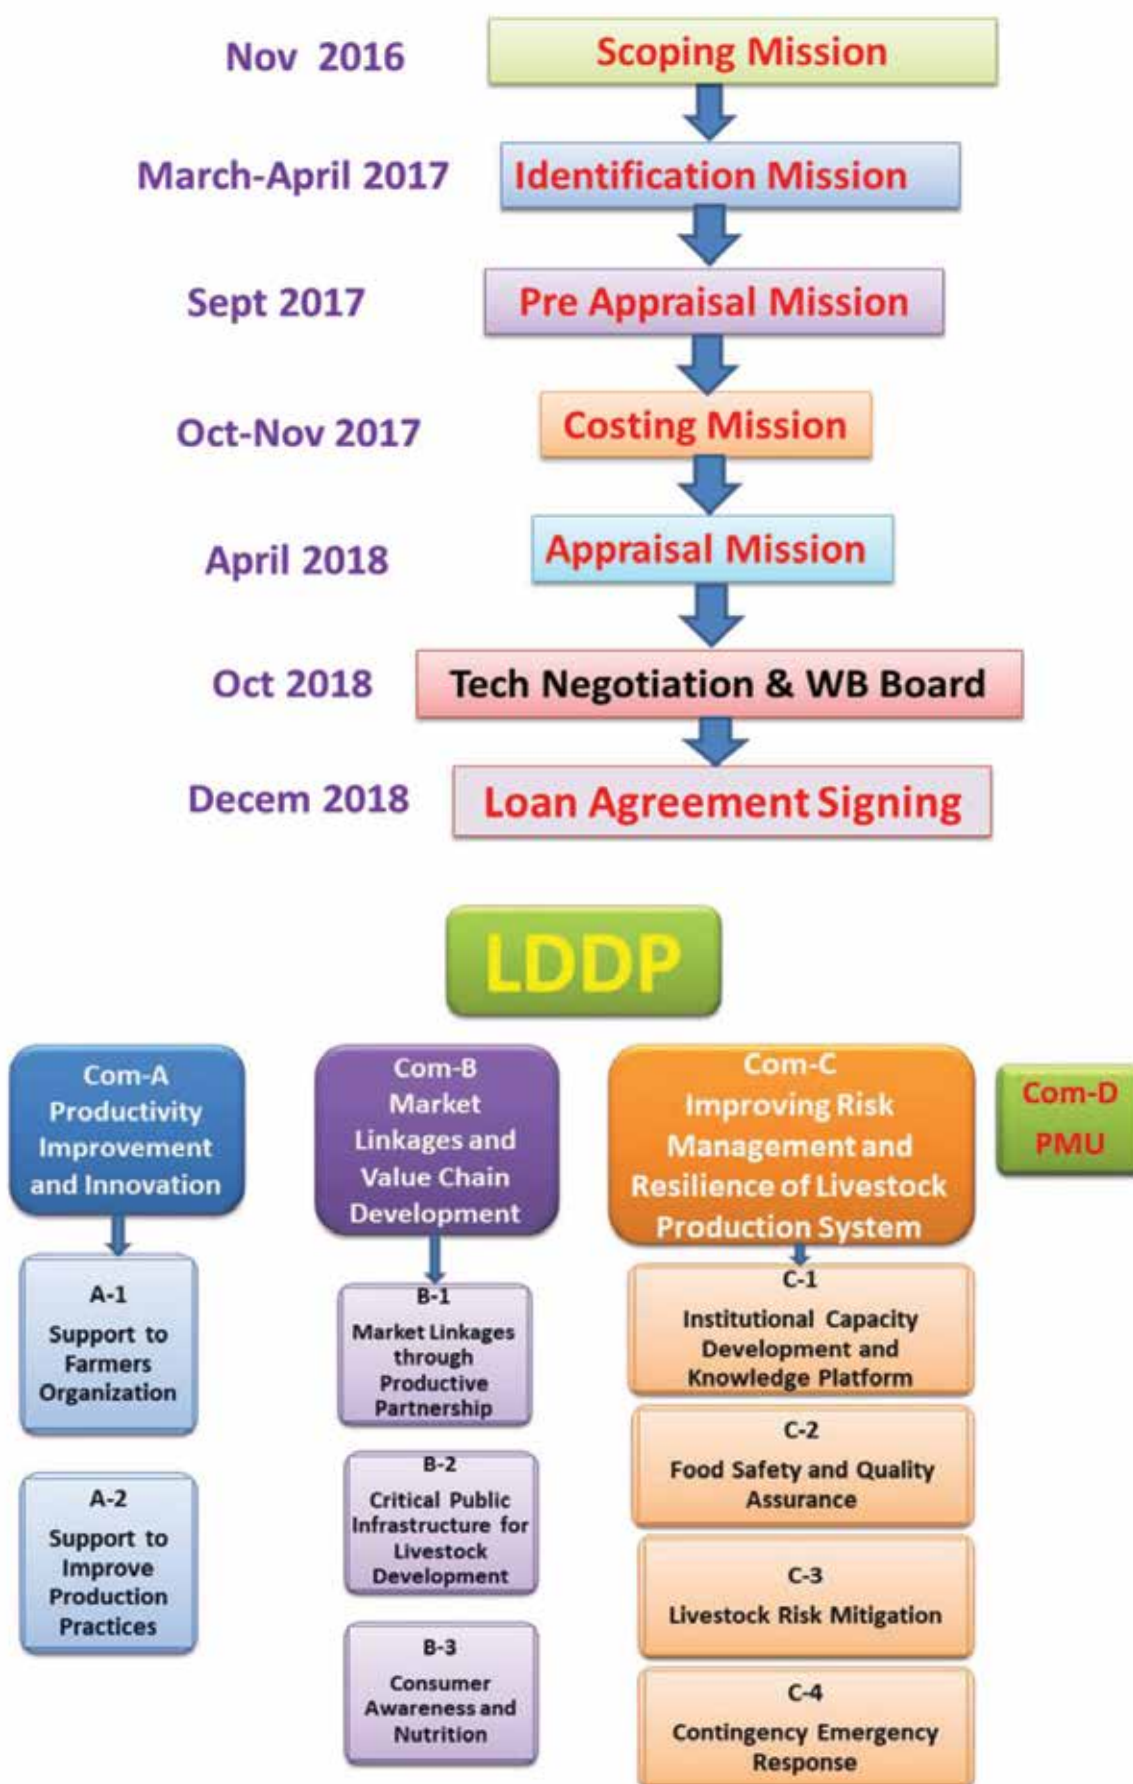 Nov 2016
Scoping Mission
March-April 2017
Identification Mission
Sept 2017
Pre Appraisal Mission
Oct-Nov 2017
Costing Mission
April 2018
Appraisal Mission
Oct 2018
Tech Negotiation & WB Board
Decem 2018
Loan Agreement Signing
LDDP
Com-A
Productivity
Improvement
and Innovation
A-1
Support to
Farmers
Organization
A-2
Support to
Improve
Production
Practices
Com-B
Market
Linkages and
Value Chain
Development
B-1
Market Linkages
through
Productive
Partnership
B-2
Critical Public
Infrastructure for
Livestock
Development
B-3
Consumer
Awareness and
Nutrition
Com-C
Improving Risk
Management and
Resilience of Livestock
Production System
C-1
Institutional Capacity
Development and
Knowledge Platform
C-2
Food Safety and Quality
Assurance
C-3
Livestock Risk Mitigation
C-4
Contingency Emergency
Response
Com-D
PMU